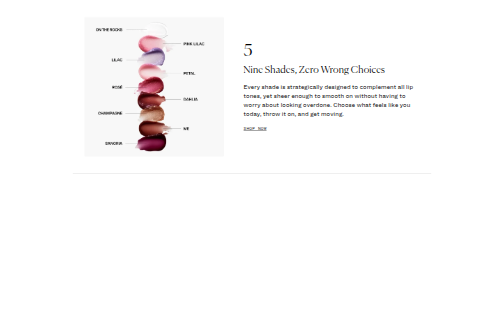 ON THE ROCKS
PINK LILAC
LILAC
PETAL
ROSÉ
DAHLIA
CHAMPAGNE
ME
SANGRIA
5
Nine Shades, Zero Wrong Choices
Every shade is strategically designed to complement all lip
tones, yet sheer enough to smooth on without having to
worry about looking overdone. Choose what feels like you
today, throw it on, and get moving.
SHOP NOW